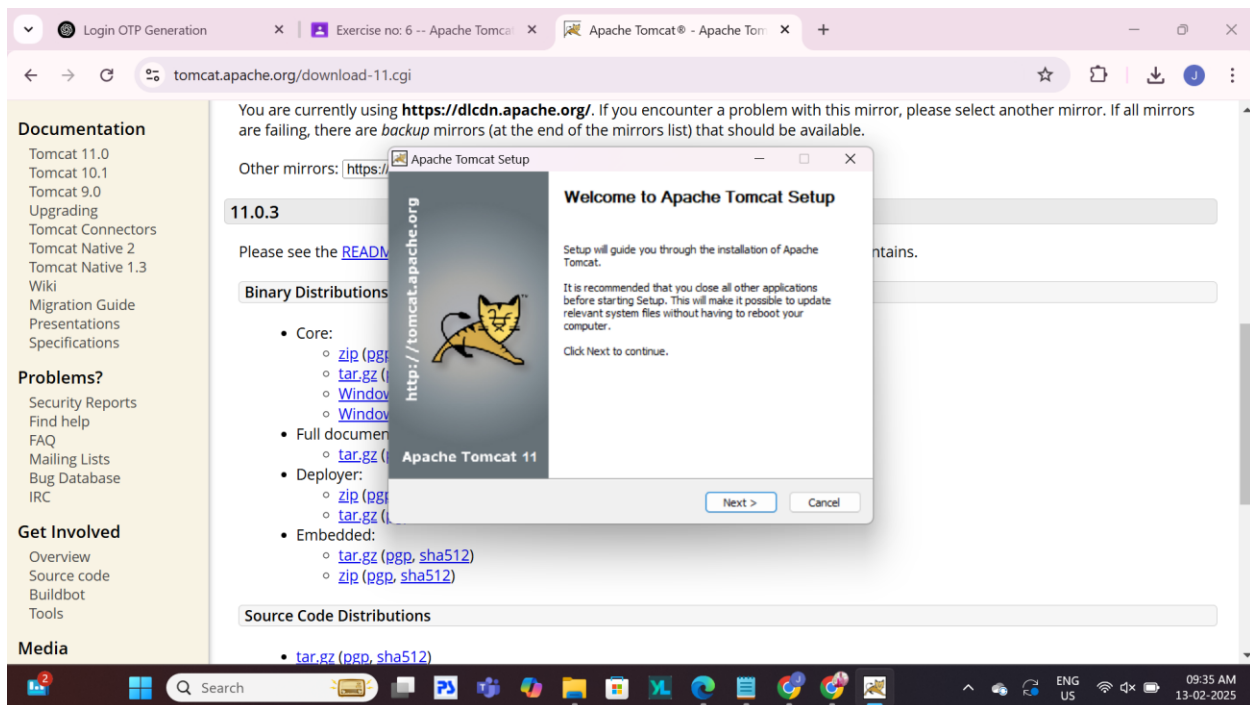 Login OTP Generation
Exercise no: 6 -- Apache Tomca
Apache Tomcat® - Apache Tom
tomcat.apache.org/download-11.cgi
J
Documentation
Tomcat 11.0
Tomcat 10.1
Tomcat 9.0
Upgrading
Tomcat Connectors
Tomcat Native 2
Tomcat Native 1.3
Wiki
Migration Guide
Presentations
Specifications
Problems?
Security Reports
Find help
FAQ
Mailing Lists
Bug Database
IRC
Get Involved
Overview
Source code
Buildbot
Tools
Media
You are currently using https://dlcdn.apache.org/. If you encounter a problem with this mirror, please select another mirror. If all mirrors
are failing, there are backup mirrors (at the end of the mirrors list) that should be available.
Other mirrors: https:/
11.0.3
Please see the READM ntains.
Binary Distributions
Core:
zip (pgp
tar.gz (
Window
Window
Full documen
tar.gz (
Deployer:
zip (pgp
tar.gz (
Embedded:
tar.gz (pgp, sha512)
zip (pgp, sha512)
Source Code Distributions
tar.gz (pgp, sha512)
Apache Tomcat Setup
http://tomcat.apache.org
Apache Tomcat 11
Welcome to Apache Tomcat Setup
Setup will guide you through the installation of Apache
Tomcat.
It is recommended that you close all other applications
before starting Setup. This will make it possible to update
relevant system files without having to reboot your
computer.
Click Next to continue.
Next >
Cancel
2
Search
ENG
US
09:35 AM
13-02-2025